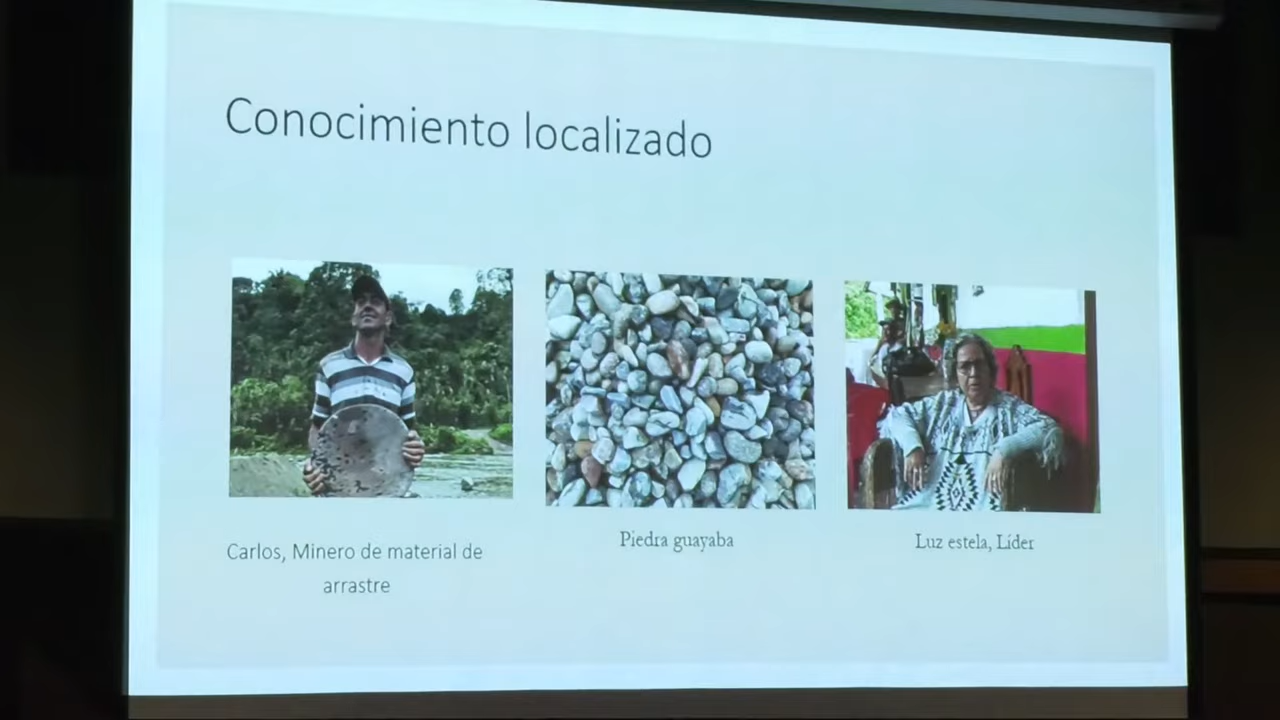 Conocimiento localizado
Carlos, Minero de material de
arrastre
Piedra guayaba
Luz estela, Líder